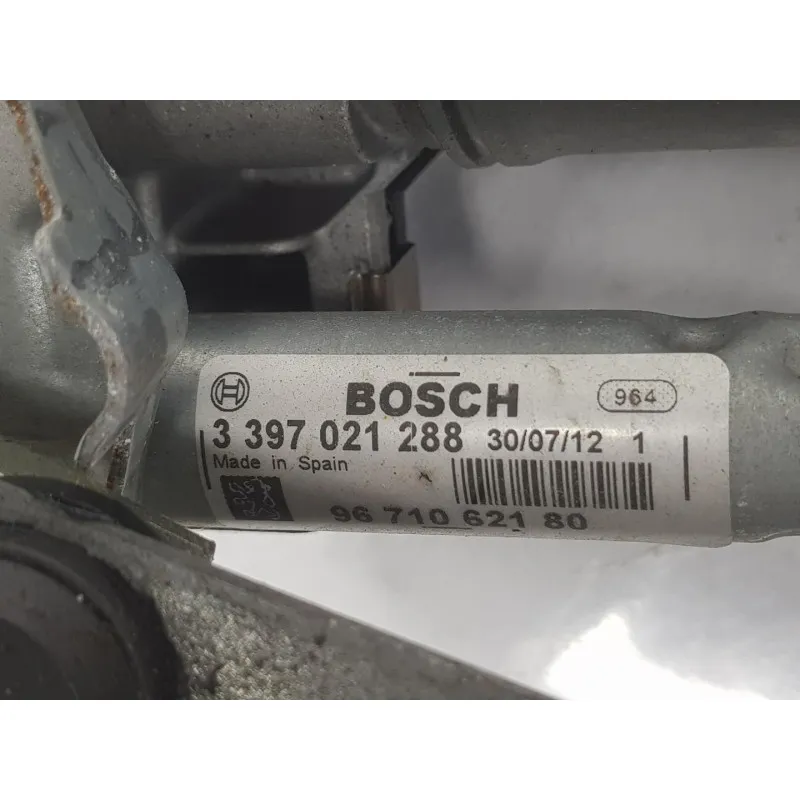 BOSCH 964
3 397 021 288 30/07/12 1
Made in Spain
96 710 621 80